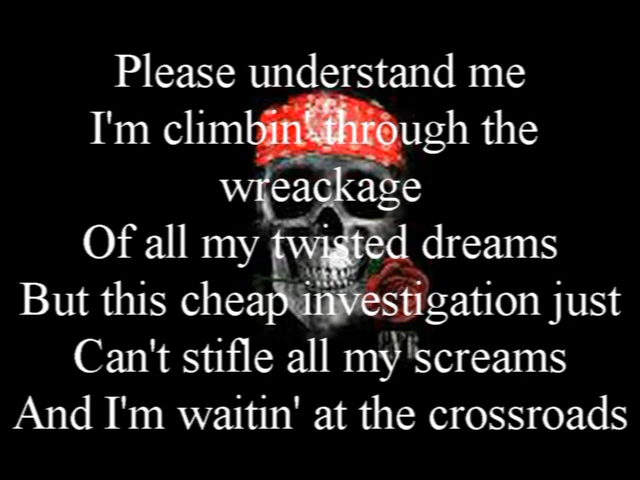 Please understand me
I'm climbin' through the
wreackage
Of all my twisted dreams
But this cheap investigation just
Can't stifle all my screams
And I'm waitin' at the crossroads